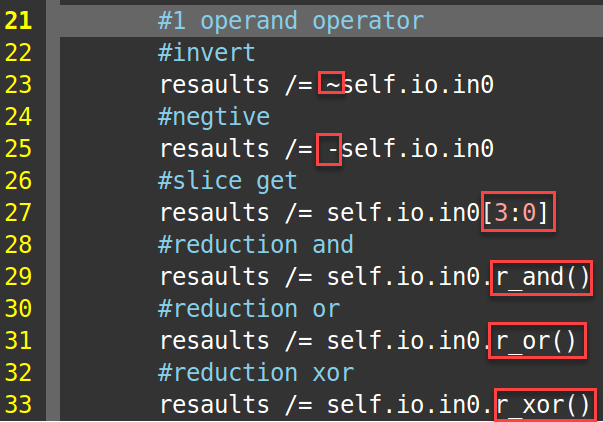 21 #1 operand operator
22 #invert
23 resaults /= ~self.io.in0
24 #negtive
25 resaults /= -self.io.in0
26 #slice get
27 resaults /= self.io.in0[3:0]
28 #reduction and
29 resaults /= self.io.in0.r_and()
30 #reduction or
31 resaults /= self.io.in0.r_or()
32 #reduction xor
33 resaults /= self.io.in0.r_xor()